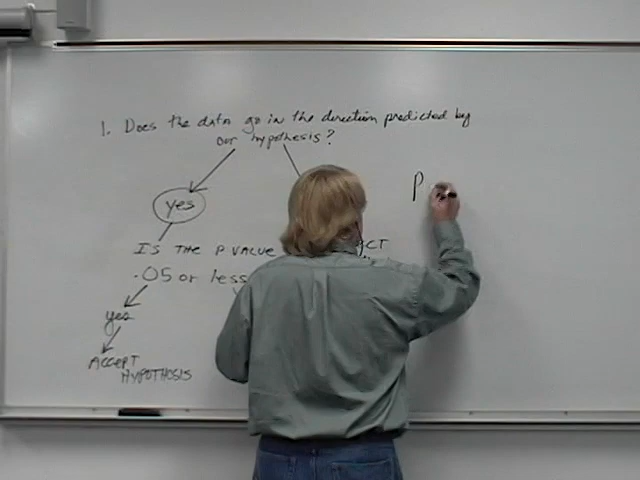 1. Does the data go in the direction predicted by
our hypothesis?
yes
P
IS THE P VALUE
.05 or less
yes
ACCEPT
HYPOTHESIS